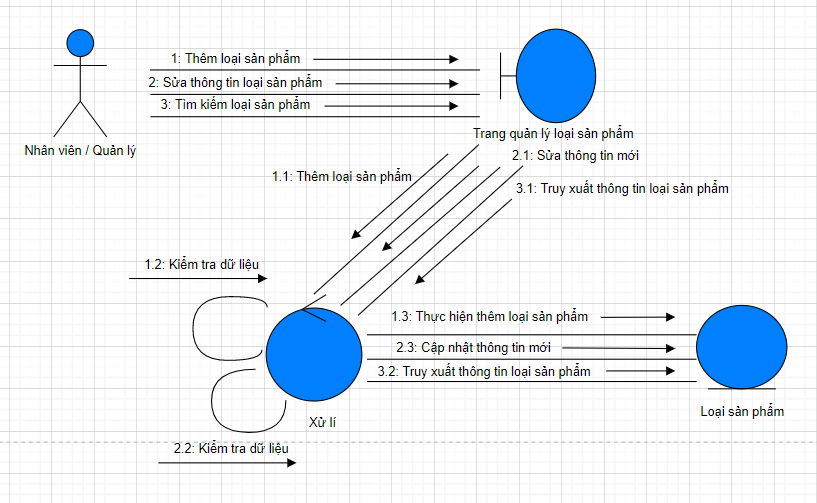 1: Thêm loại sản phẩm
2: Sửa thông tin loại sản phẩm
3: Tìm kiếm loại sản phẩm
Nhân viên / Quản lý
Trang quản lý loại sản phẩm
2.1: Sửa thông tin mới
1.1: Thêm loại sản phẩm
3.1: Truy xuất thông tin loại sản phẩm
1.2: Kiểm tra dữ liệu
1.3: Thực hiện thêm loại sản phẩm
2.3: Cập nhật thông tin mới
3.2: Truy xuất thông tin loại sản phẩm
Loại sản phẩm
Xử lí
2.2: Kiểm tra dữ liệu